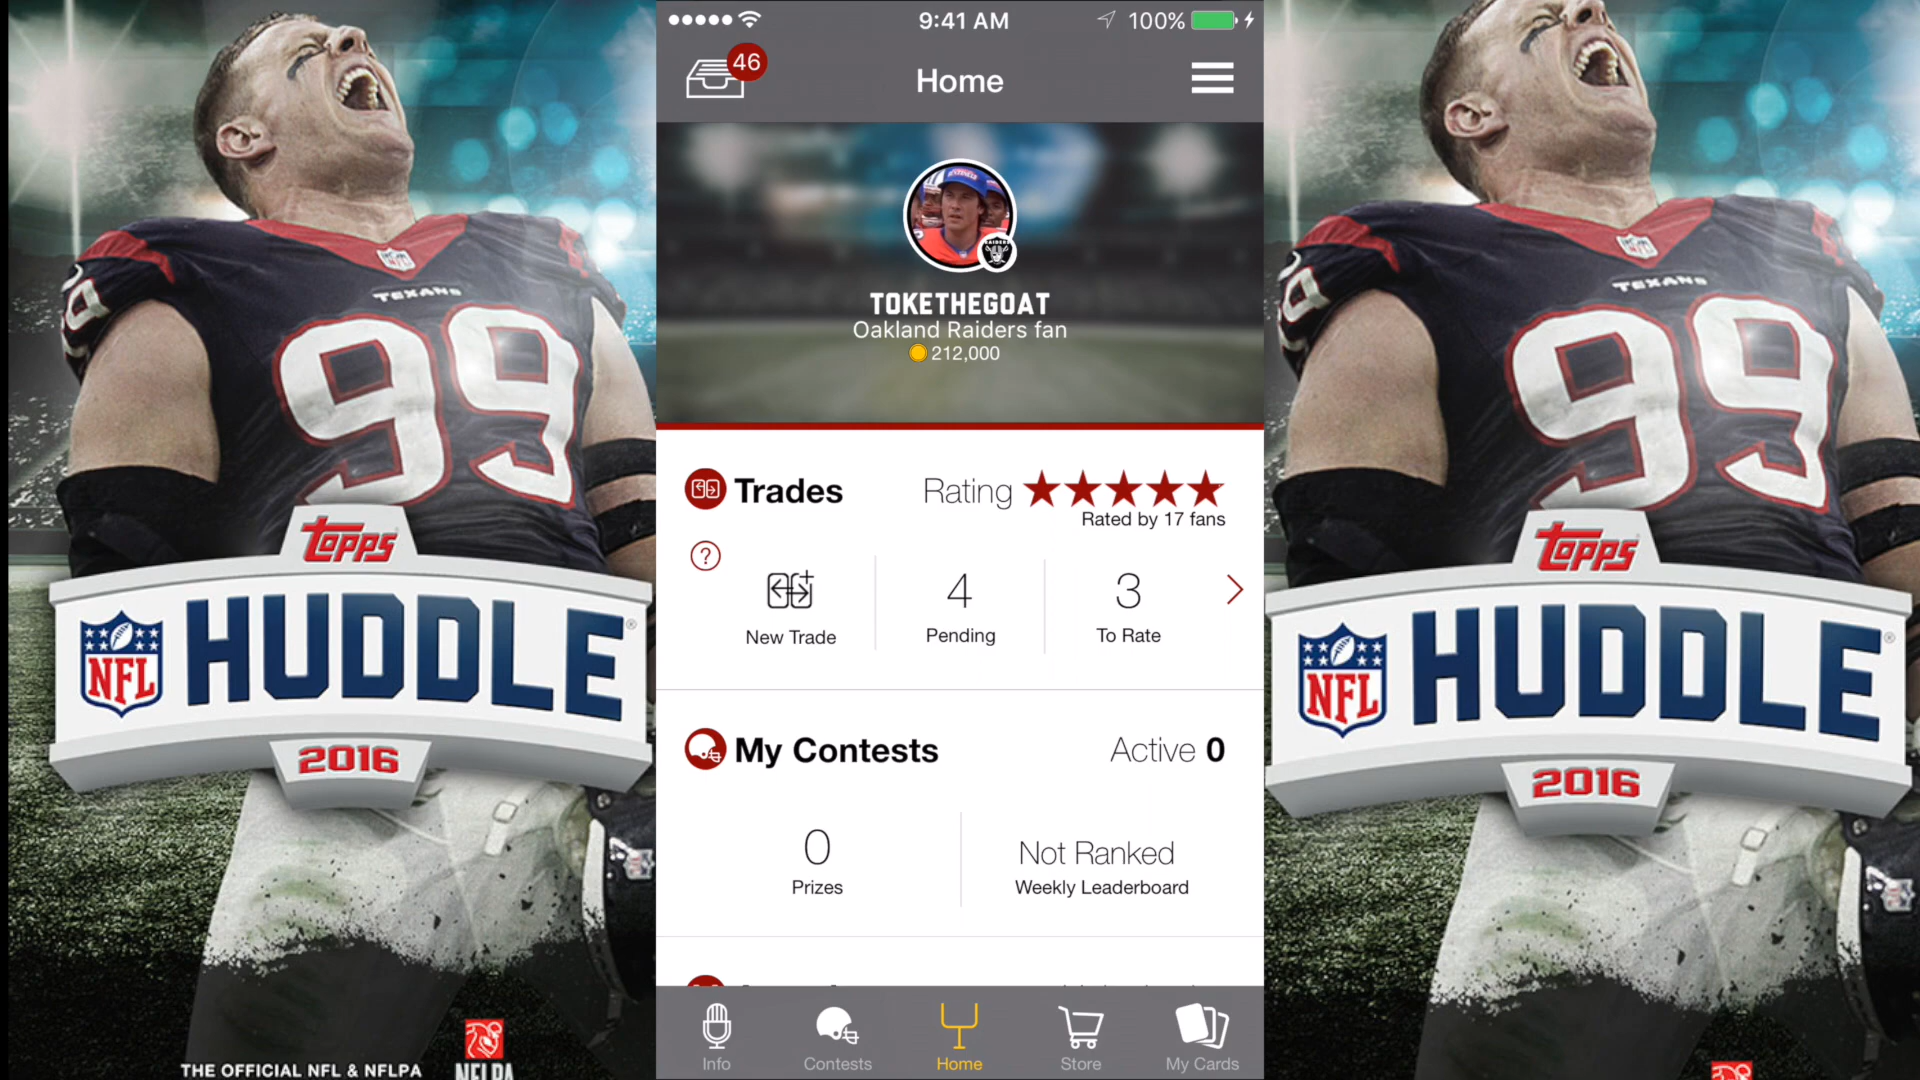 TEXANS
99
topps
NFL HUDDLE®
2016
THE OFFICIAL NFL & NFLPA
NFLPA
9:41 AM
100%
46
Home
RAIDERS
TOKETHEGOAT
Oakland Raiders fan
212,000
Trades
Rating
Rated by 17 fans
?
New Trade
4
Pending
3
To Rate
My Contests
Active 0
0
Prizes
Not Ranked
Weekly Leaderboard
Info
Contests
Home
Store
My Cards
TEXANS
99
topps
NFL HUDDLE®
2016